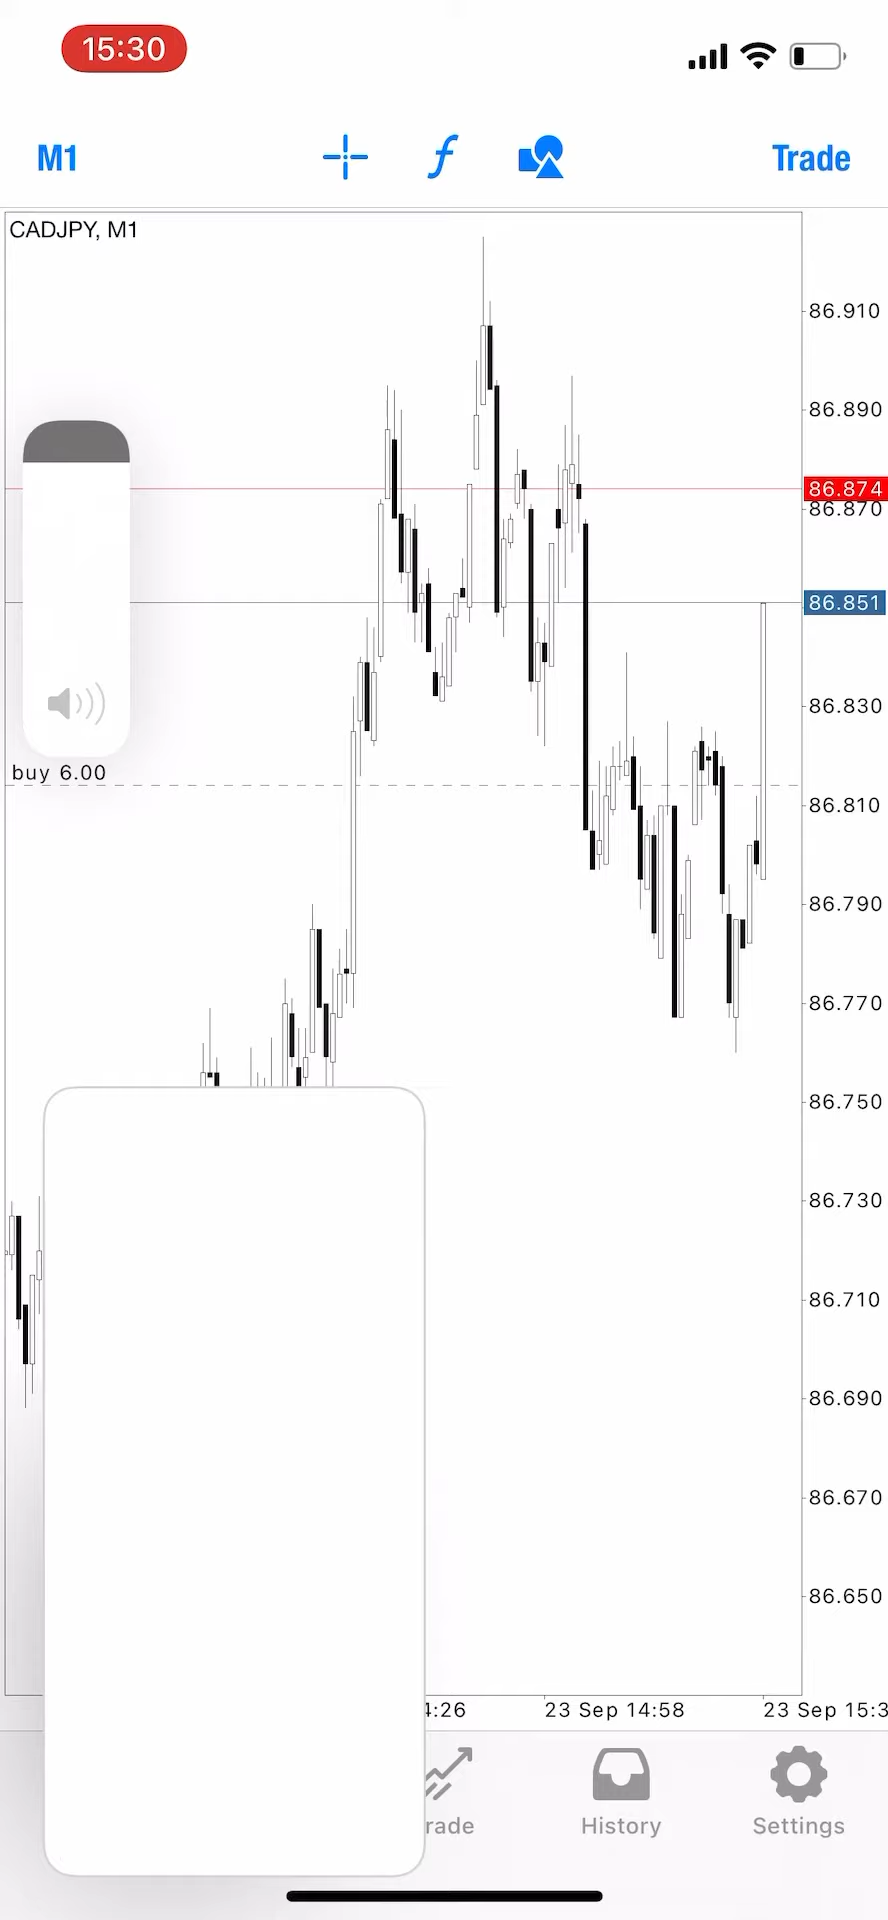 15:30
M1
Trade
CADJPY, M1
86.910
86.890
86.874
86.870
86.851
86.830
buy 6.00
86.810
86.790
86.770
86.750
86.730
86.710
86.690
86.670
86.650
4:26
23 Sep 14:58
23 Sep 15:3
rade
History
Settings